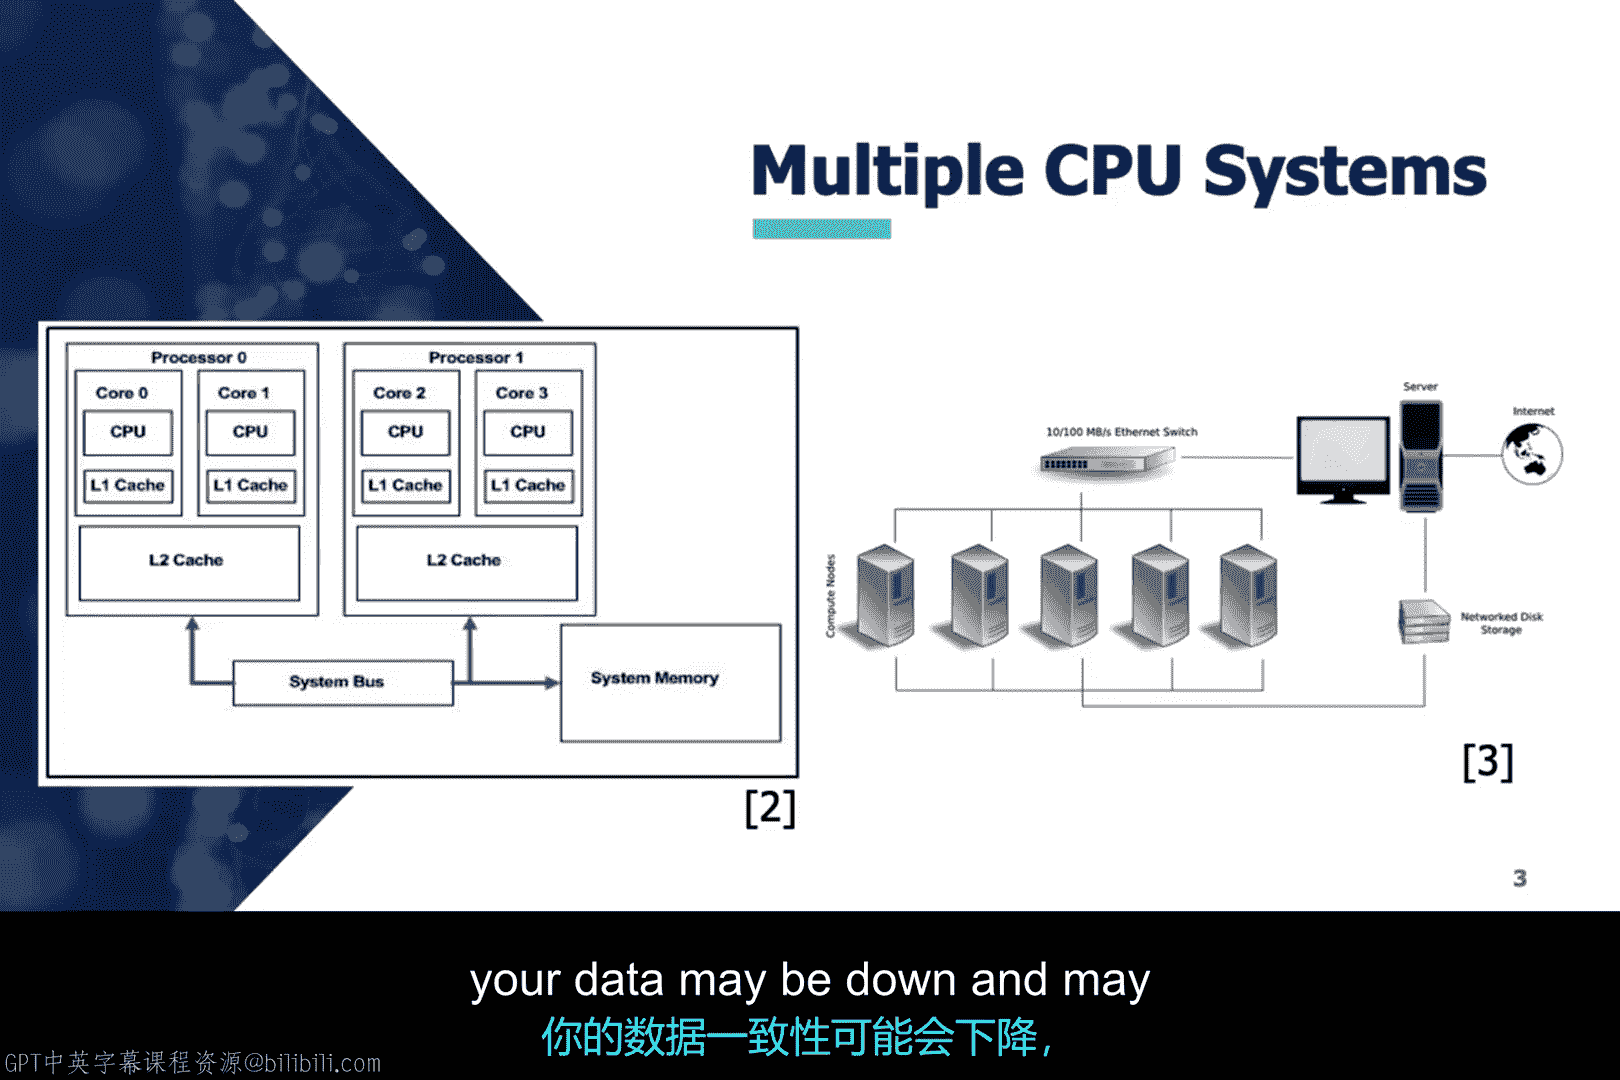 Multiple CPU Systems
Processor 0
Core 0
CPU
L1 Cache
Core 1
CPU
L1 Cache
L2 Cache
Processor 1
Core 2
CPU
L1 Cache
Core 3
CPU
L1 Cache
L2 Cache
System Bus
System Memory
[2]
10/100 MB/s Ethernet Switch
Server
Internet
Compute Nodes
Networked Disk
Storage
[3]
3
your data may be down and may
你的数据一致性可能会下降，
GPT中英字幕课程资源@bilibili.com